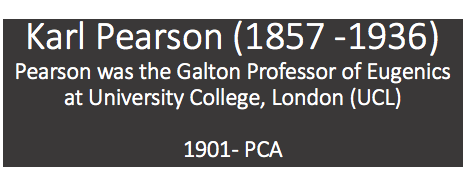 Karl Pearson (1857 -1936)
Pearson was the Galton Professor of Eugenics
at University College, London (UCL)
1901- PCA